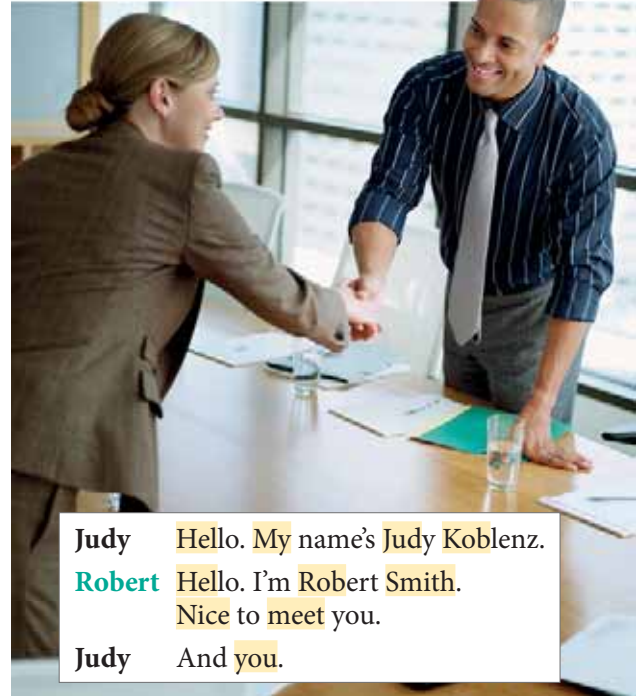 Judy Hello. My name's Judy Koblenz.
Robert Hello. I'm Robert Smith.
Nice to meet you.
Judy And you.